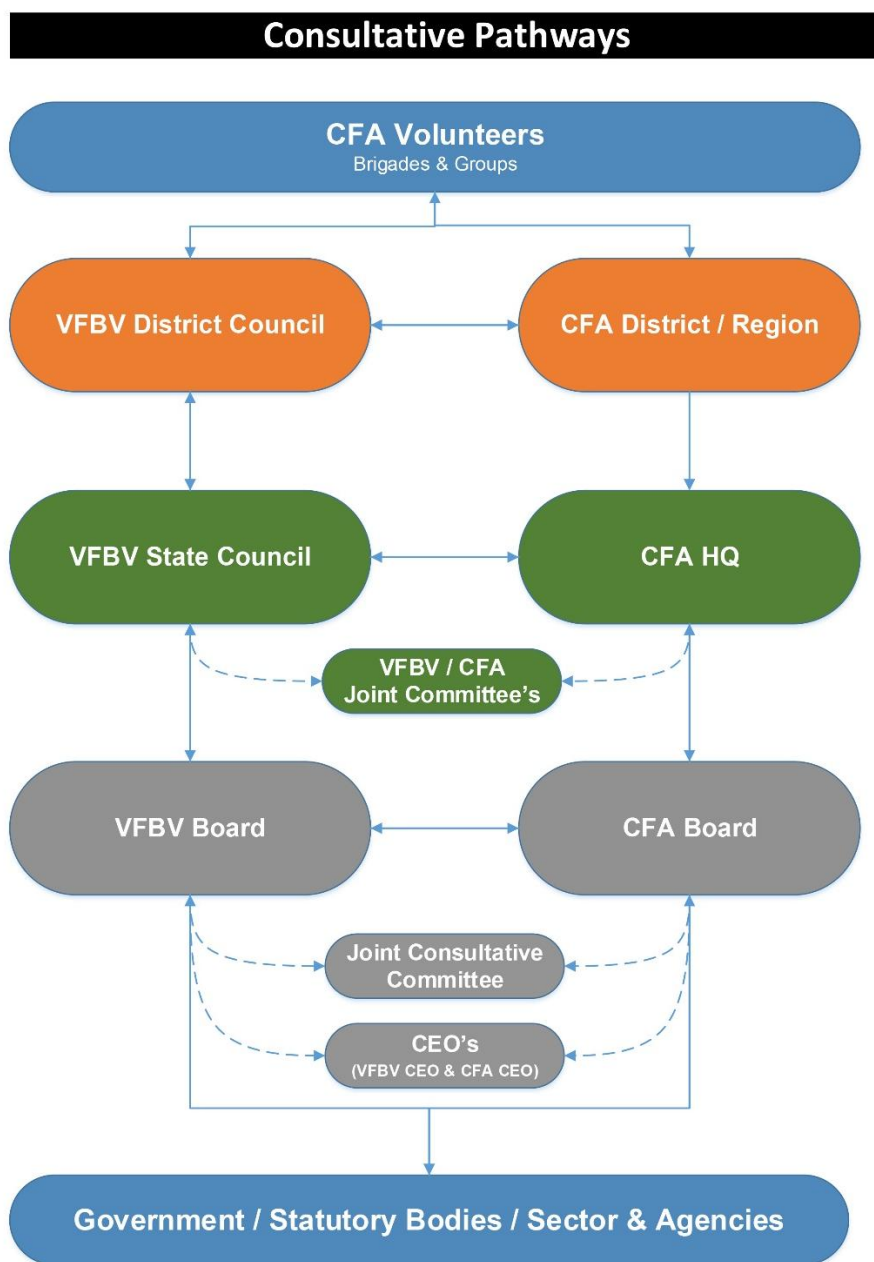 Consultative Pathways
CFA Volunteers
Brigades & Groups
VFBV District Council
CFA District / Region
VFBV State Council
CFA HQ
VFBV / CFA
Joint Committee's
VFBV Board
CFA Board
Joint Consultative
Committee
CEO's
(VFBV CEO & CFA CEO)
Government / Statutory Bodies / Sector & Agencies